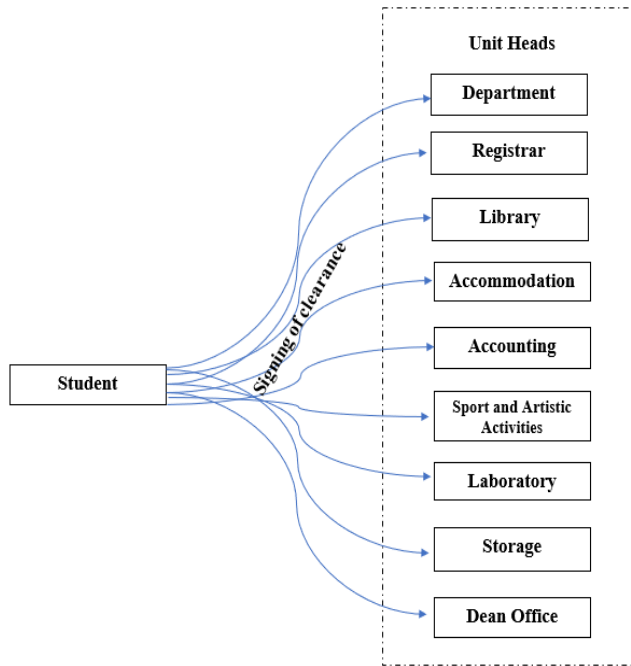 Unit Heads
Department
Registrar
Library
Accommodation
Accounting
Sport and Artistic
Activities
Laboratory
Storage
Dean Office
Student
Signing of clearance